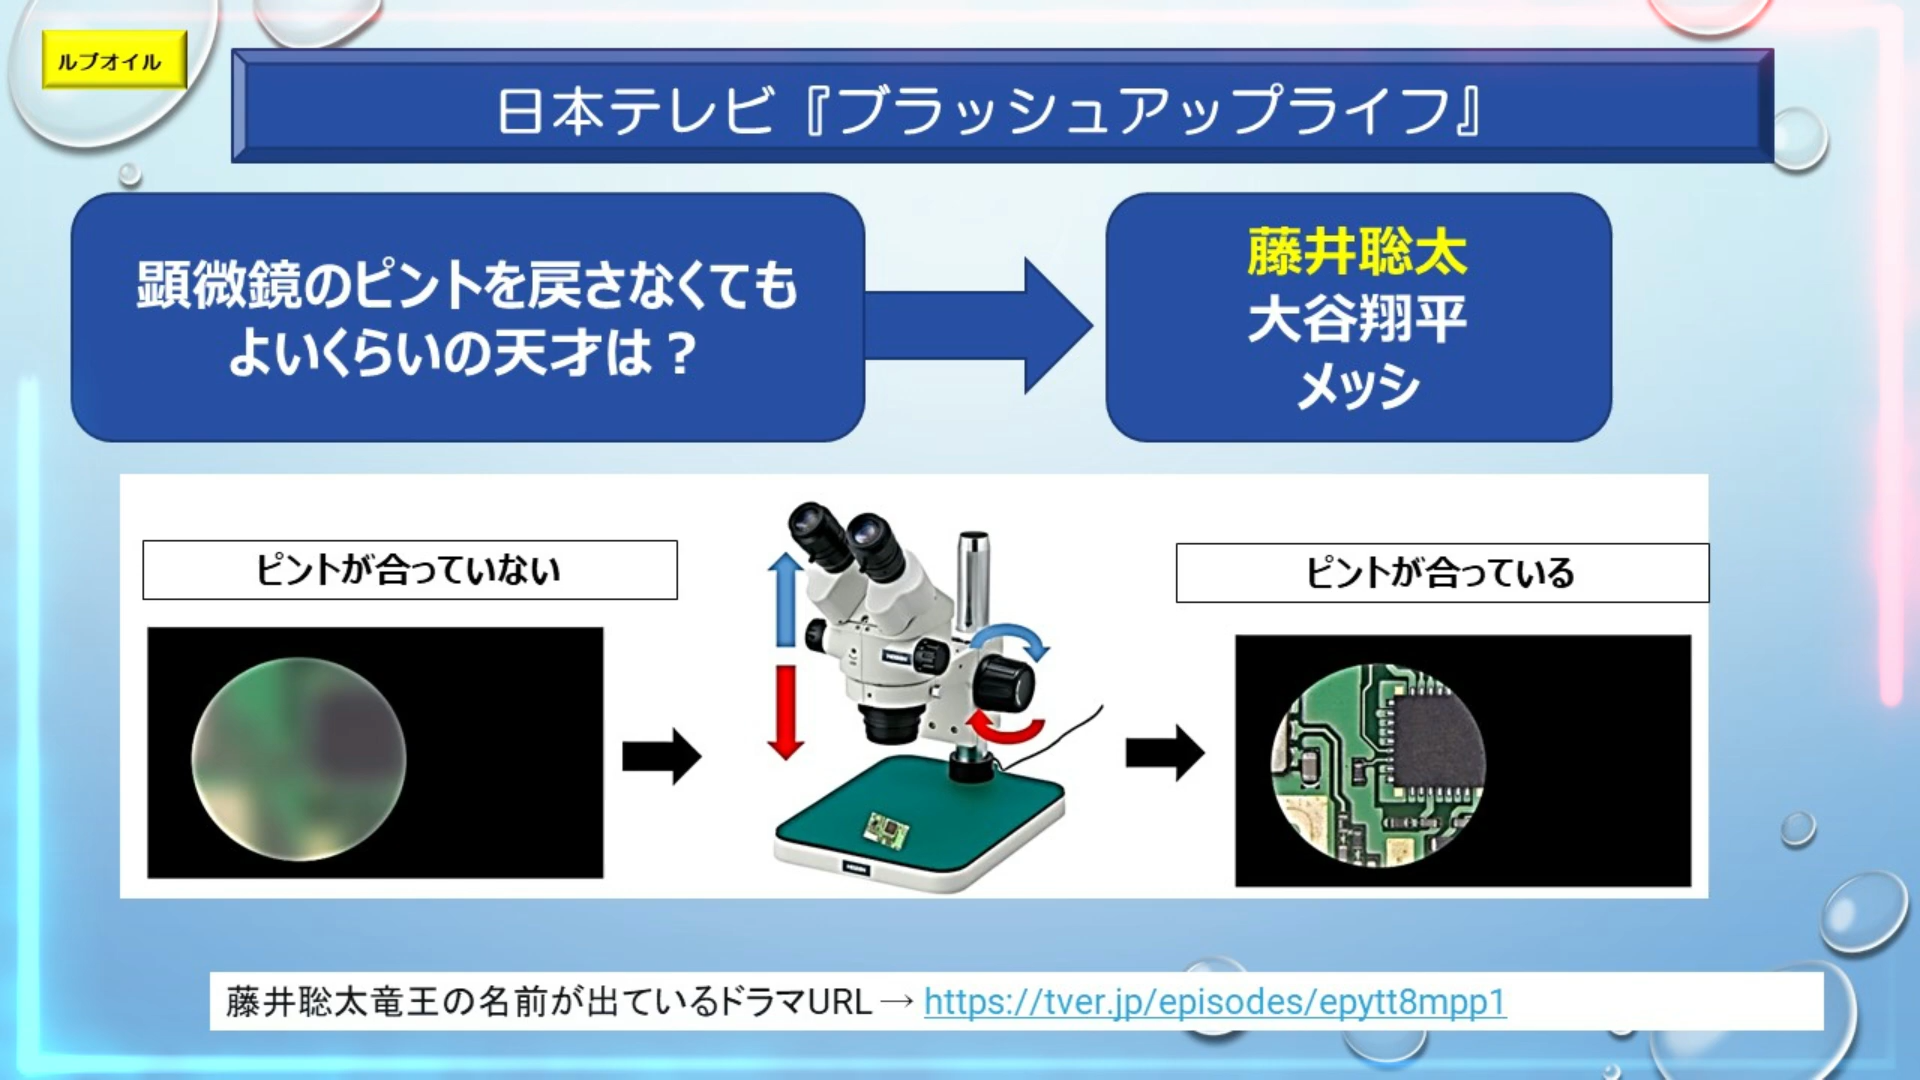 ルブオイル
日本テレビ『ブラッシュアップライフ』
顕微鏡のピントを戻さなくても
よいくらいの天才は？
藤井聡太
大谷翔平
メッシ
ピントが合っていない
ピントが合っている
藤井聡太竜王の名前が出ているドラマURL→ https://tver.jp/episodes/epytt8mpp1